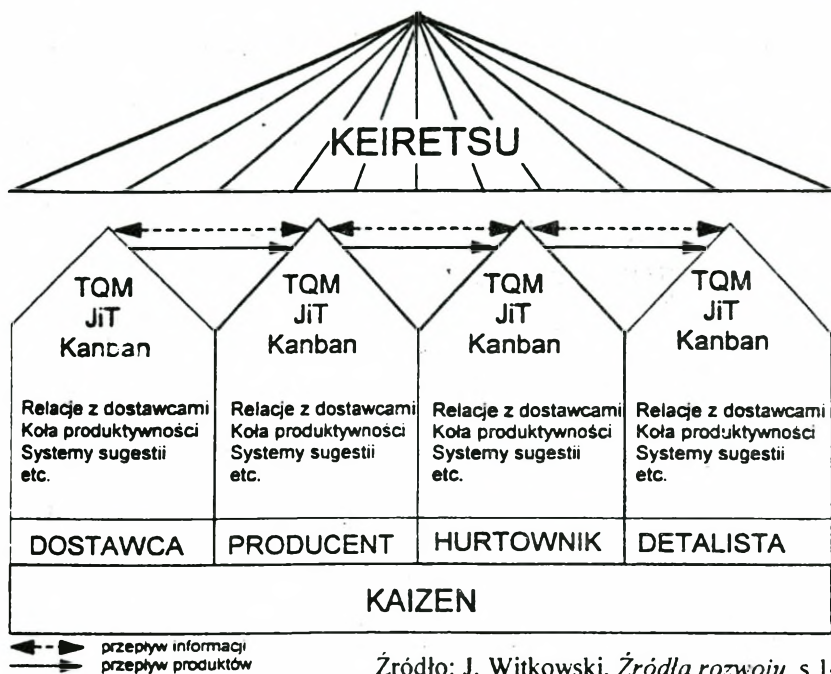 KEIRETSU
TQM
JiT
Kanban
Relacje z dostawcami
Koła produktywności
Systemy sugestii
etc.
DOSTAWCA
TQM
JiT
Kanban
Relacje z dostawcami
Koła produktywności
Systemy sugestii
etc.
PRODUCENT
TQM
JiT
Kanban
Relacje z dostawcami
Koła produktywności
Systemy sugestii
etc.
HURTOWNIK
TQM
JiT
Kanban
Relacje z dostawcami
Koła produktywności
Systemy sugestii
etc.
DETALISTA
KAIZEN
przepływ informacji
przepływ produktów
Źródło: J. Witkowski, Źródła rozwoju, s